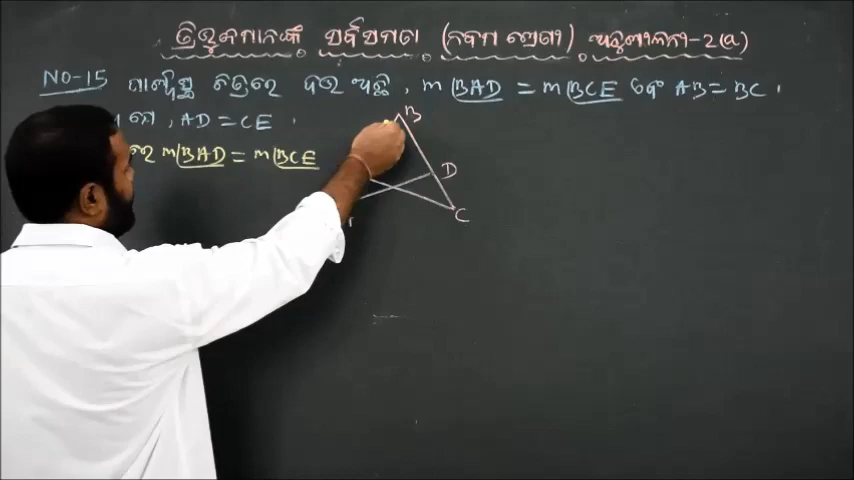 ତ୍ରିଭୁଜମାନଙ୍କ ସର୍ବସମତା (ନବମ ଶ୍ରେଣୀ) ଅନୁଶୀଳନୀ-2(a)
NO-15 ପାର୍ଶ୍ୱସ୍ଥ ଚିତ୍ରରେ ଦିଆ ଅଛି, m∠BAD = m∠BCE ଏବଂ AB = BC ।
ଯେ, AD = CE ।
ରେ m∠BAD = m∠BCE
B
D
C